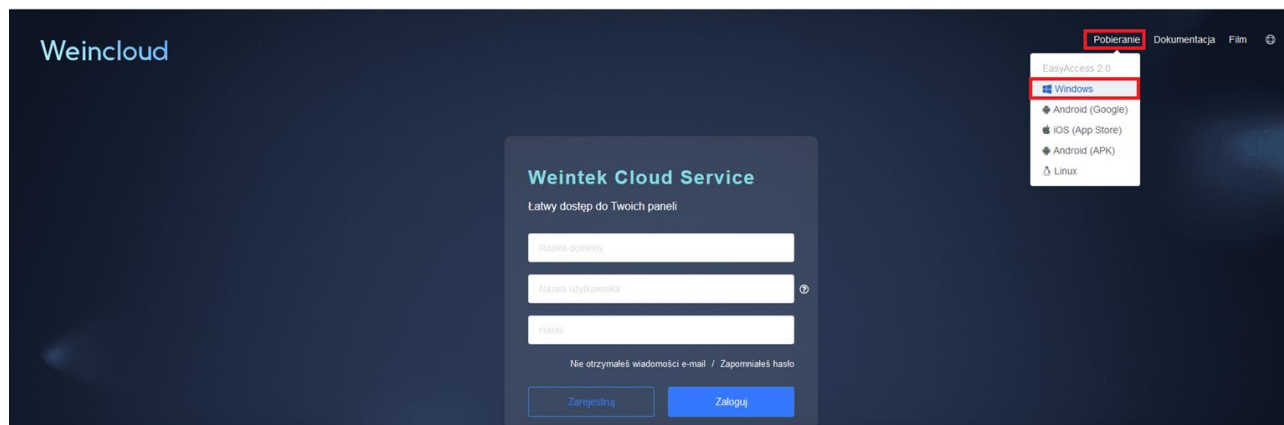 Weincloud
Pobieranie Dokumentacja Film
EasyAccess 2.0
Windows
Android (Google)
iOS (App Store)
Android (APK)
Linux
Weintek Cloud Service
Łatwy dostęp do Twoich paneli
Nazwa domeny
Nazwa użytkownika
Hasło
Nie otrzymałeś wiadomości e-mail / Zapomniałeś hasło
Zarejestruj Zaloguj